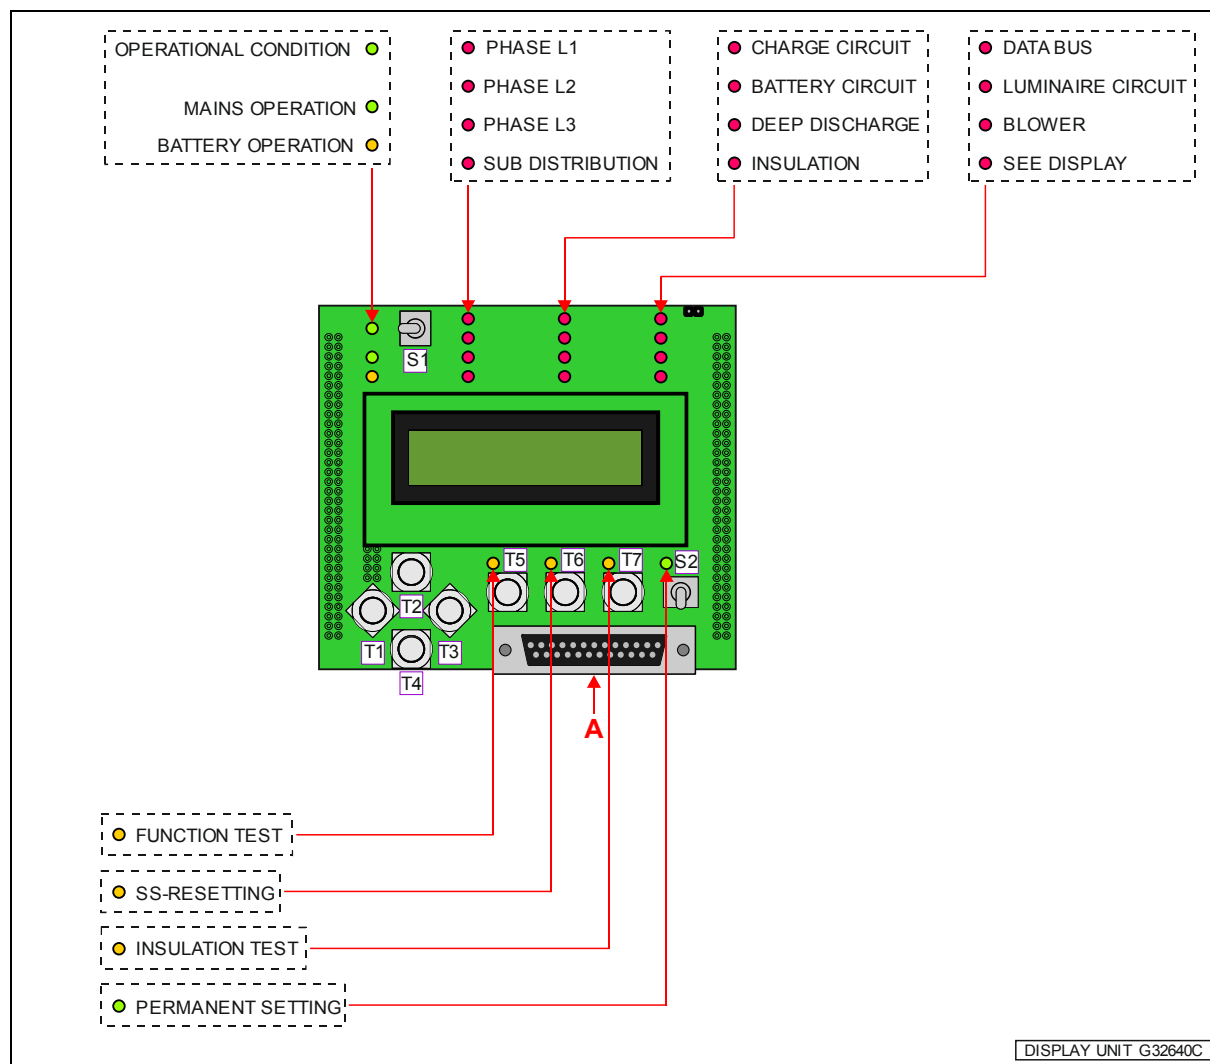 OPERATIONAL CONDITION
MAINS OPERATION
BATTERY OPERATION
PHASE L1
PHASE L2
PHASE L3
SUB DISTRIBUTION
CHARGE CIRCUIT
BATTERY CIRCUIT
DEEP DISCHARGE
INSULATION
DATA BUS
LUMINAIRE CIRCUIT
BLOWER
SEE DISPLAY
S1
T5
T6
T7
S2
T2
T1
T3
T4
A
FUNCTION TEST
SS-RESETTING
INSULATION TEST
PERMANENT SETTING
DISPLAY UNIT G32640C